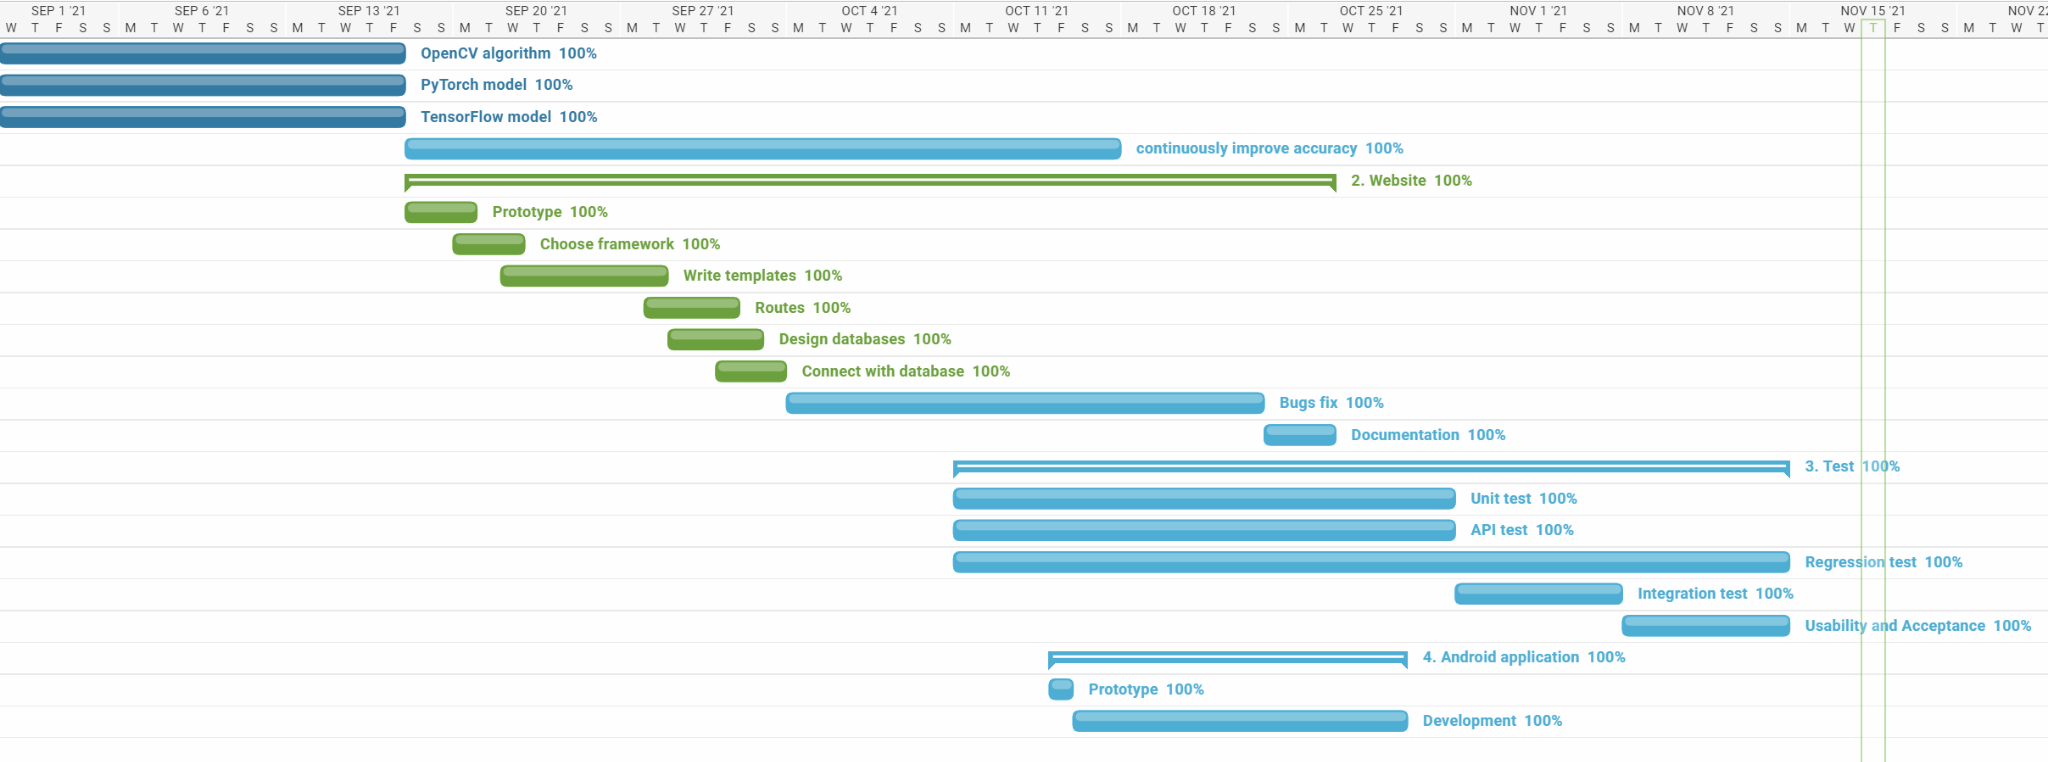 SEP 1 '21 SEP 6 '21 SEP 13 '21 SEP 20 '21 SEP 27 '21 OCT 4 '21 OCT 11 '21 OCT 18 '21 OCT 25 '21 NOV 1 '21 NOV 8 '21 NOV 15 '21 NOV 22
W T F S S M T W T F S S M T W T F S S M T W T F S S M T W T F S S M T W T F S S M T W T F S S M T W T F S S M T W T F S S M T W T F S S M T W T F S S M T W T F S S M T W T
OpenCV algorithm 100%
PyTorch model 100%
TensorFlow model 100%
continuously improve accuracy 100%
2. Website 100%
Prototype 100%
Choose framework 100%
Write templates 100%
Routes 100%
Design databases 100%
Connect with database 100%
Bugs fix 100%
Documentation 100%
3. Test 100%
Unit test 100%
API test 100%
Regression test 100%
Integration test 100%
Usability and Acceptance 100%
4. Android application 100%
Prototype 100%
Development 100%